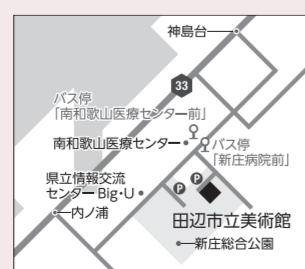 神島台
33
バス停
「南和歌山医療センター前」
南和歌山医療センター
バス停
「新庄病院前」
県立情報交流
センター Big・U
P
P
内ノ浦
田辺市立美術館
新庄総合公園